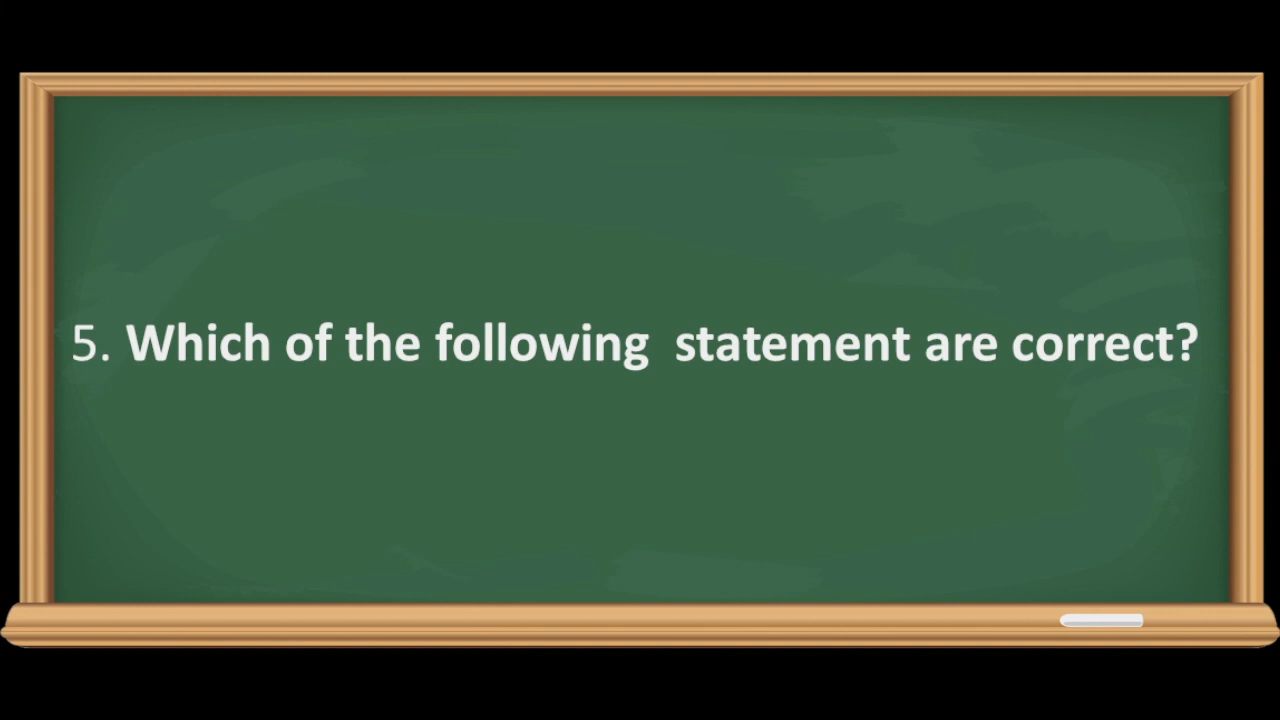 5. Which of the following  statement are correct?